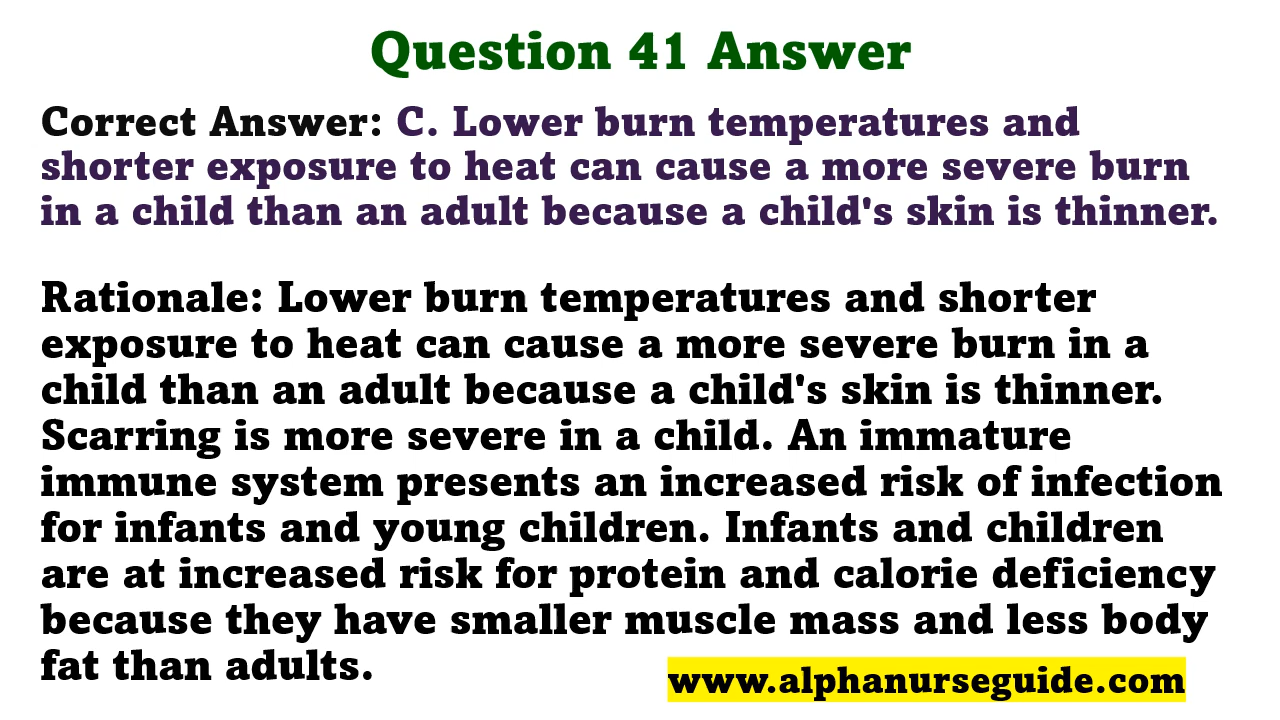 Question 41 Answer
Correct Answer: C. Lower burn temperatures and
shorter exposure to heat can cause a more severe burn
in a child than an adult because a child's skin is thinner.
Rationale: Lower burn temperatures and shorter
exposure to heat can cause a more severe burn in a
child than an adult because a child's skin is thinner.
Scarring is more severe in a child. An immature
immune system presents an increased risk of infection
for infants and young children. Infants and children
are at increased risk for protein and calorie deficiency
because they have smaller muscle mass and less body
fat than adults.
www.alphanurseguide.com